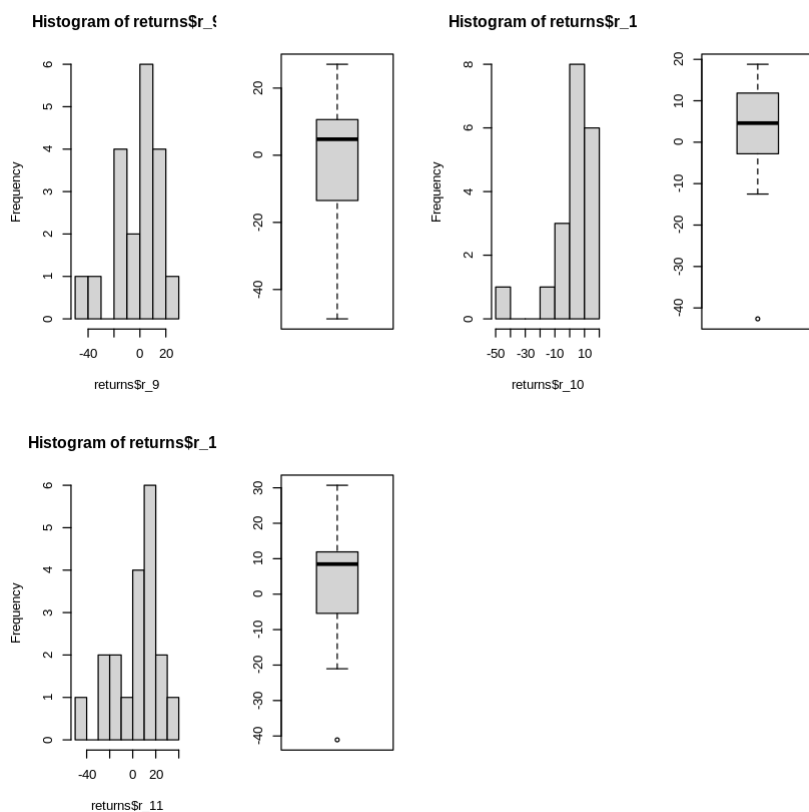 Histogram of returns$r_9
Frequency
0 1 2 3 4 5 6
-40 0 20
returns$r_9
-40 -20 0 20
Histogram of returns$r_1
Frequency
0 2 4 6 8
-50 -30 -10 10
returns$r_10
-40 -30 -20 -10 0 10 20
Histogram of returns$r_1
Frequency
0 1 2 3 4 5 6
-40 0 20
returns$r_11
-40 -30 -20 -10 0 10 20 30